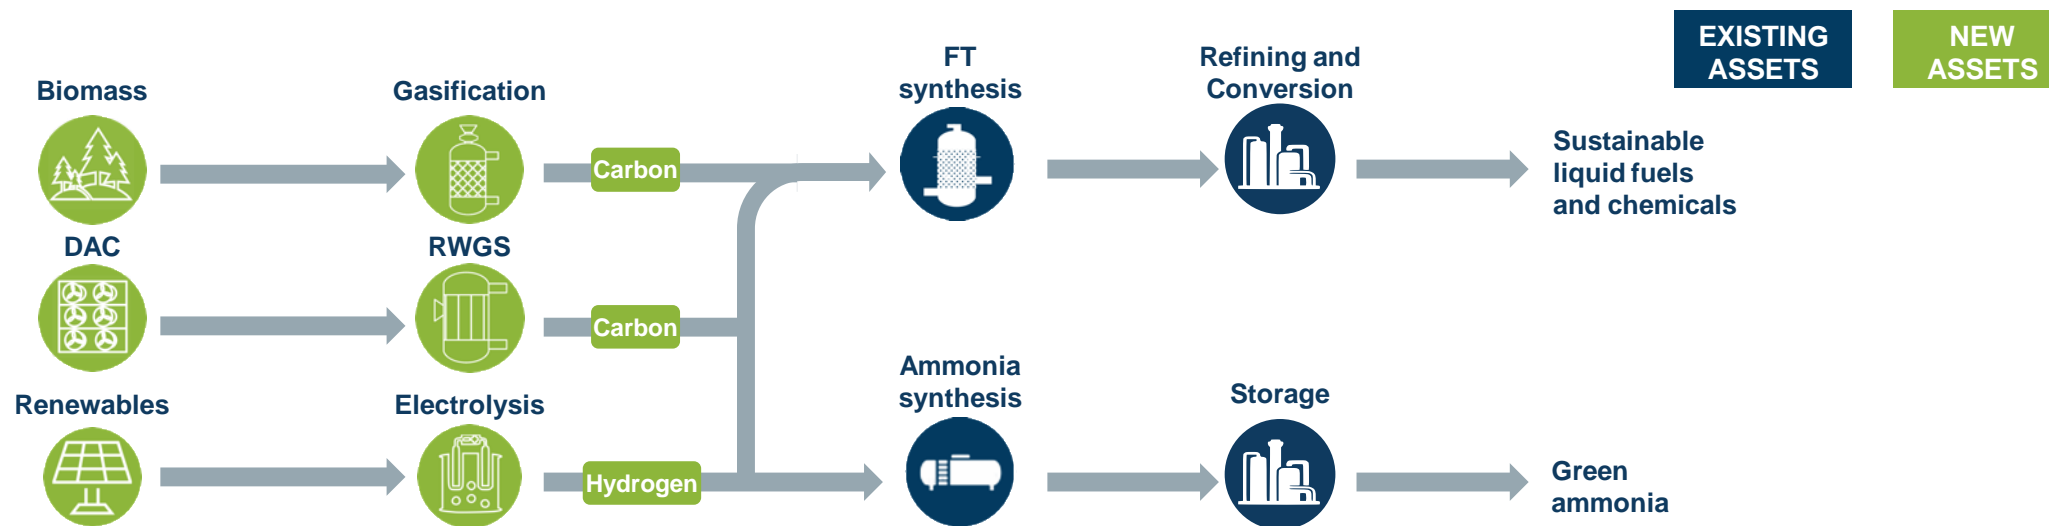 EXISTING
ASSETS
NEW
ASSETS
Biomass
Gasification
Carbon
FT
synthesis
Refining and
Conversion
Sustainable
liquid fuels
and chemicals
DAC
RWGS
Carbon
Renewables
Electrolysis
Hydrogen
Ammonia
synthesis
Storage
Green
ammonia